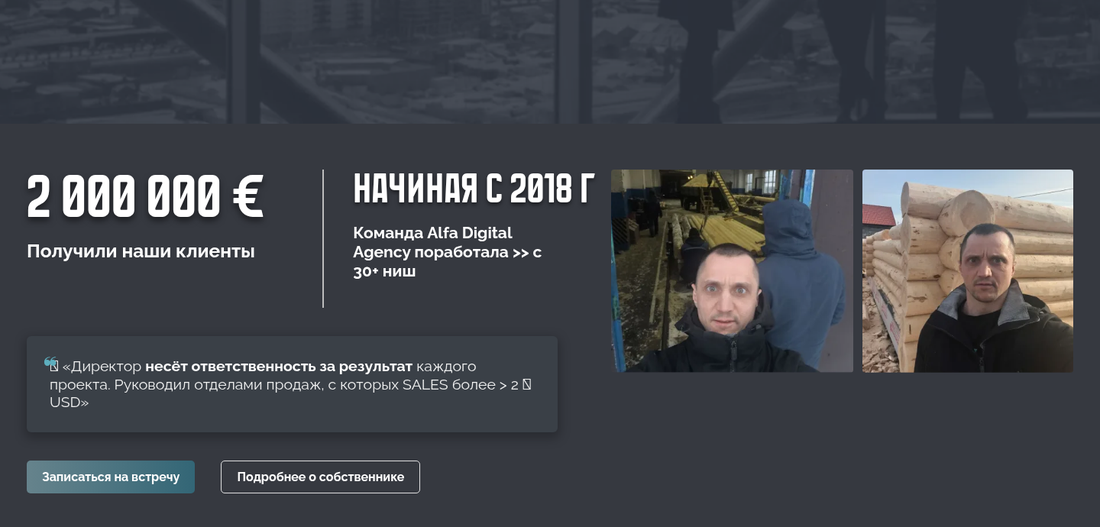 2 000 000 €
Получили наши клиенты
НАЧИНАЯ С 2018 Г
Команда Alfa Digital
Agency поработала >> с
30+ ниш
«Директор несёт ответственность за результат каждого
проекта. Руководил отделами продаж, с которых SALES более > 2
USD»
Записаться на встречу
Подробнее о собственнике